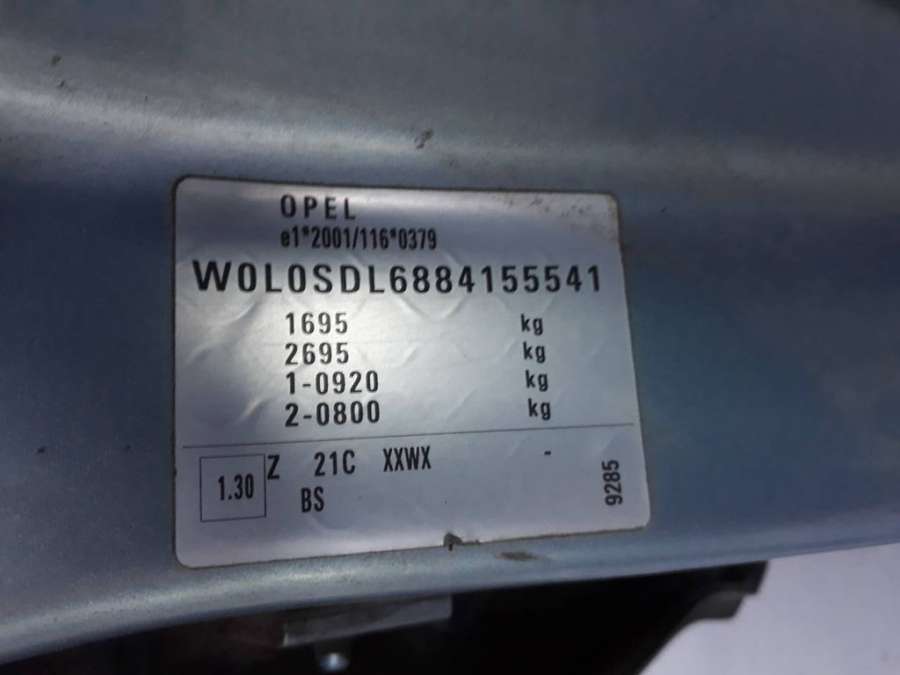 OPEL
e1*2001/116*0379
W0L0SDL6884155541
1695 kg
2695 kg
1-0920 kg
2-0800 kg
1.30 Z 21C XXWX -
BS
9285